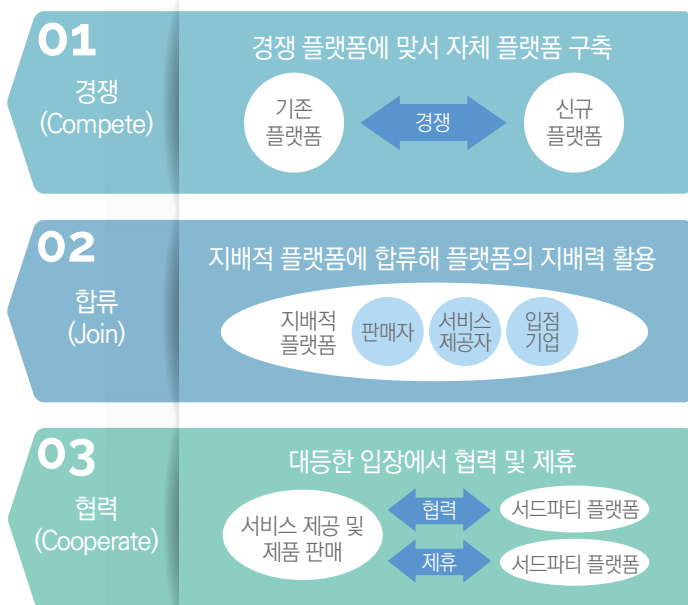 01
경쟁
(Compete)
경쟁 플랫폼에 맞서 자체 플랫폼 구축
기존
플랫폼
경쟁
신규
플랫폼
02
합류
(Join)
지배적 플랫폼에 합류해 플랫폼의 지배력 활용
지배적
플랫폼
판매자
서비스
제공자
입점
기업
03
협력
(Cooperate)
대등한 입장에서 협력 및 제휴
서비스 제공 및
제품 판매
협력
서드파티 플랫폼
제휴
서드파티 플랫폼